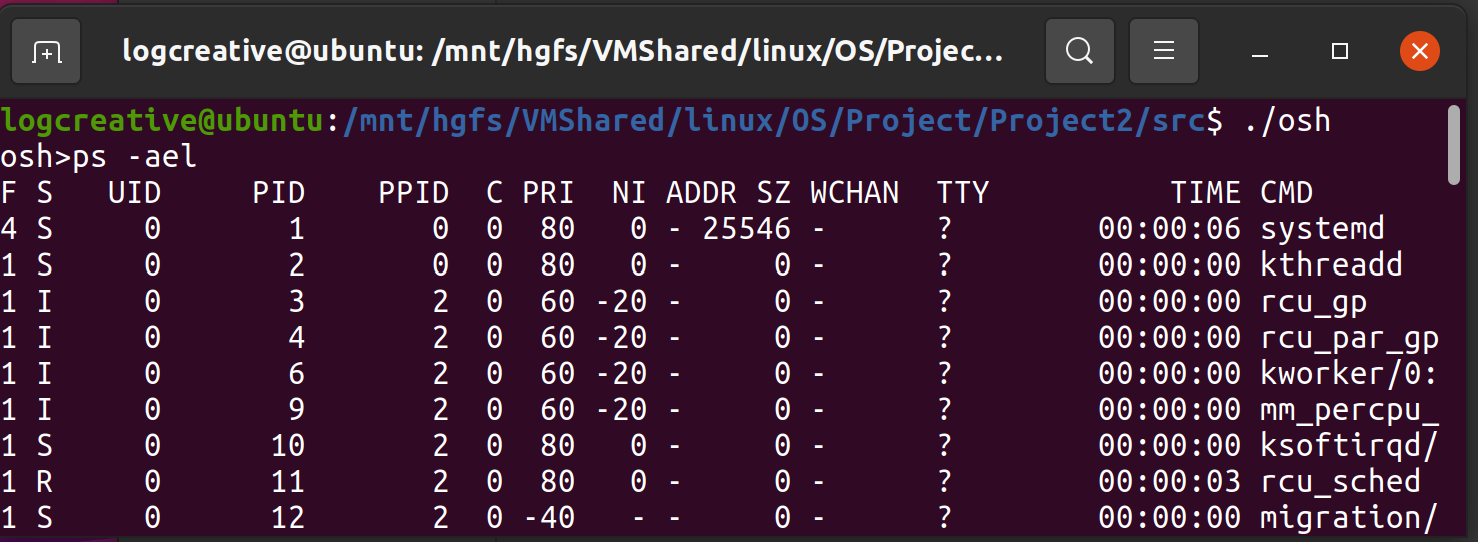 logcreative@ubuntu: /mnt/hgfs/VMShared/linux/OS/Projec...
logcreative@ubuntu:/mnt/hgfs/VMShared/linux/OS/Project/Project2/src$ ./osh
osh>ps -ael
F S   UID     PID    PPID  C PRI  NI ADDR SZ WCHAN  TTY          TIME CMD
4 S     0       1       0  0  80   0 - 25546 -      ?        00:00:06 systemd
1 S     0       2       0  0  80   0 -     0 -      ?        00:00:00 kthreadd
1 I     0       3       2  0  60 -20 -     0 -      ?        00:00:00 rcu_gp
1 I     0       4       2  0  60 -20 -     0 -      ?        00:00:00 rcu_par_gp
1 I     0       6       2  0  60 -20 -     0 -      ?        00:00:00 kworker/0:
1 I     0       9       2  0  60 -20 -     0 -      ?        00:00:00 mm_percpu_
1 S     0      10       2  0  80   0 -     0 -      ?        00:00:00 ksoftirqd/
1 R     0      11       2  0  80   0 -     0 -      ?        00:00:03 rcu_sched
1 S     0      12       2  0 -40   - -     0 -      ?        00:00:00 migration/